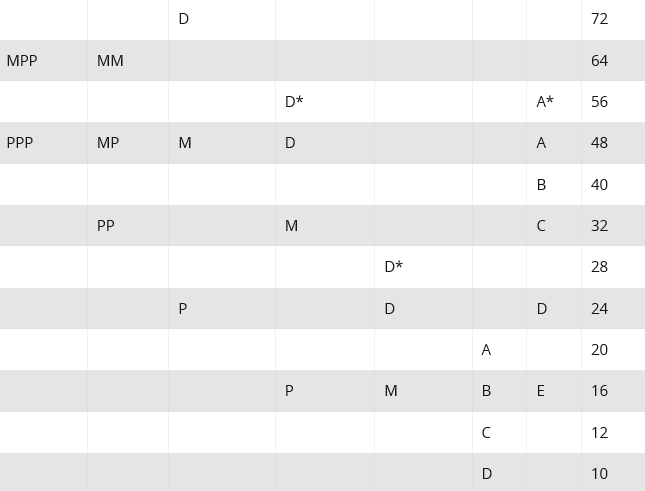 D 72
MPP MM 64
D* A* 56
PPP MP M D A 48
B 40
PP M C 32
D* 28
P D D 24
A 20
P M B E 16
C 12
D 10